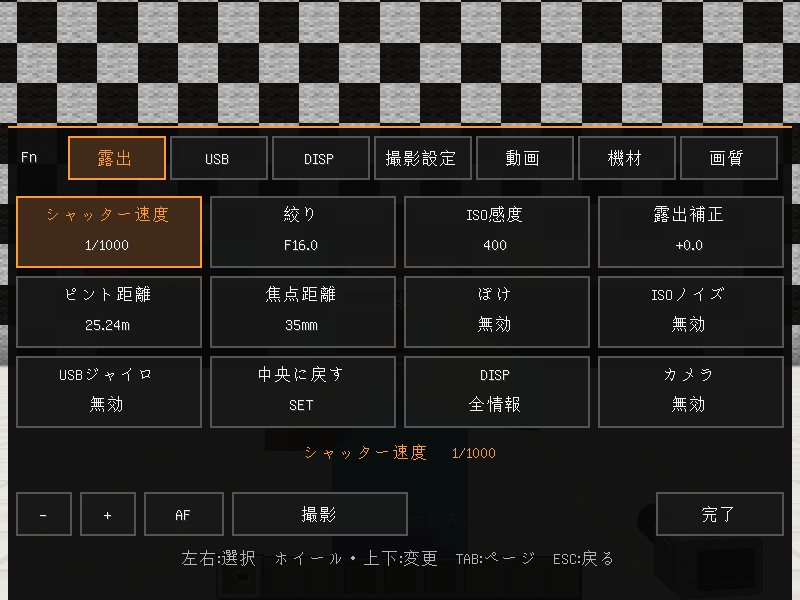 Fn 露出 USB DISP 撮影設定 動画 機材 画質
シャッター速度 絞り ISO感度 露出補正
1/1000 F16.0 400 +0.0
ピント距離 焦点距離 ぼけ ISOノイズ
25.24m 35mm 無効 無効
USBジャイロ 中央に戻す DISP カメラ
無効 SET 全情報 無効
シャッター速度 1/1000
- + AF 撮影 完了
左右:選択 ホイール・上下:変更 TAB:ページ ESC:戻る